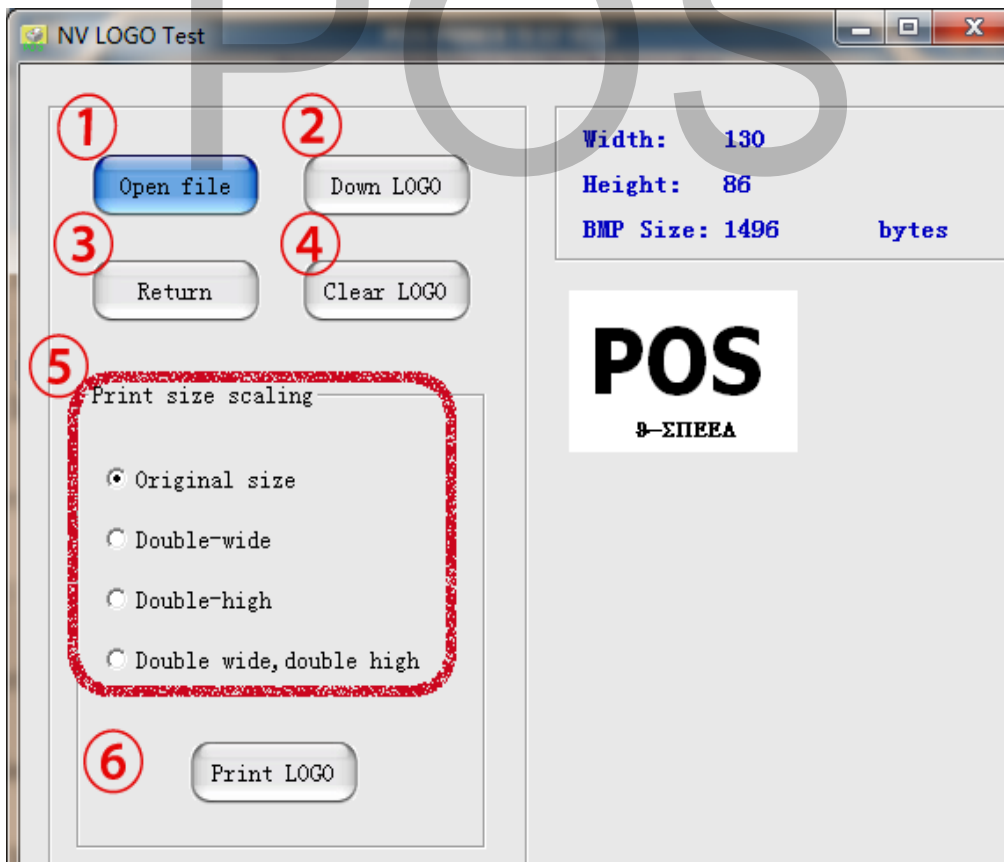 POS
NV LOGO Test
① ②
Open file Down LOGO
③ ④
Return Clear LOGO
⑤
Print size scaling
Original size
Double-wide
Double-high
Double wide,double high
⑥
Print LOGO
Width: 130
Height: 86
BMP Size: 1496 bytes
POS